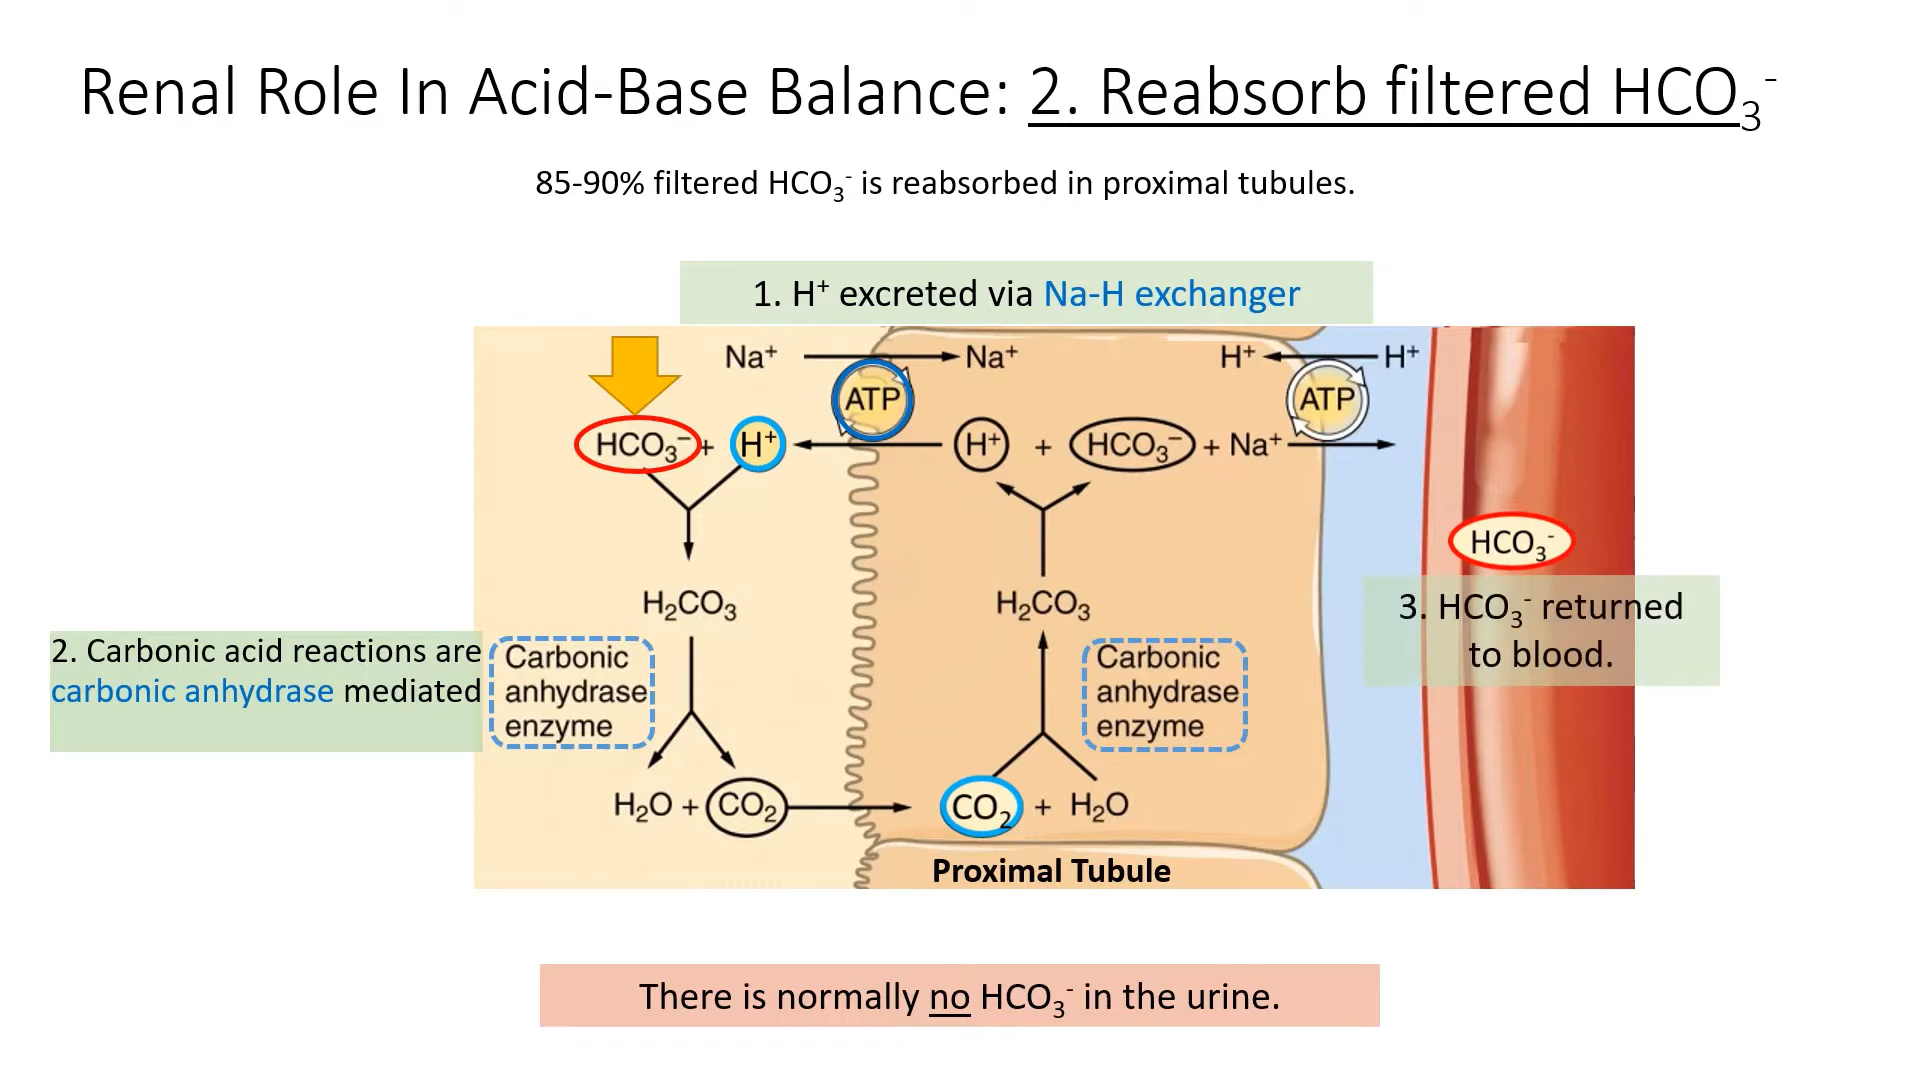 Renal Role In Acid-Base Balance: 2. Reabsorb filtered HCO₃⁻
85-90% filtered HCO₃⁻ is reabsorbed in proximal tubules.
1. H⁺ excreted via Na-H exchanger
Na⁺ Na⁺ H⁺ H⁺
ATP ATP
HCO₃⁻ + H⁺ H⁺ + HCO₃⁻ + Na⁺
HCO₃⁻
H₂CO₃ H₂CO₃
3. HCO₃⁻ returned
to blood.
2. Carbonic acid reactions are
carbonic anhydrase mediated
Carbonic
anhydrase
enzyme
Carbonic
anhydrase
enzyme
H₂O + CO₂ CO₂ + H₂O
Proximal Tubule
There is normally no HCO₃⁻ in the urine.